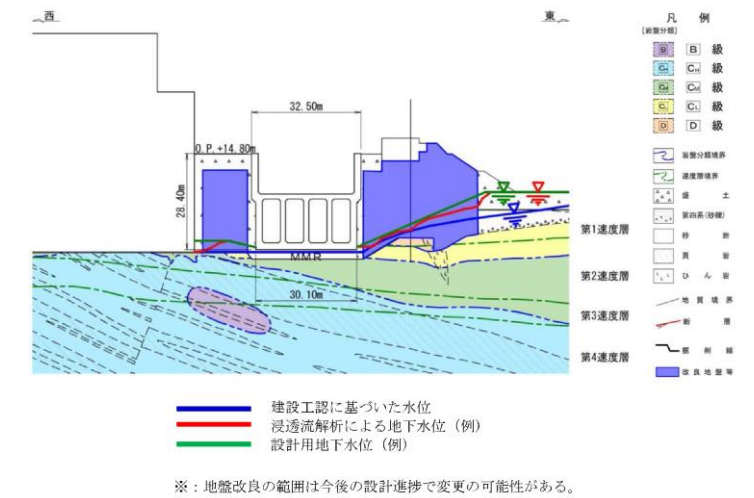 西
東
凡 例
[岩盤分類]
B B 級
CH CH 級
CM CM 級
CL CL 級
D D 級
岩盤分類境界
速度層境界
盛 土
第四系(砂礫)
砂 岩
頁 岩
ひ ん 岩
地 質 境 界
断 層
掘 削 線
改 良 地 盤 等
32.50m
O.P.+14.80m
28.40m
MMR
30.10m
第1速度層
第2速度層
第3速度層
第4速度層
建設工認に基づいた水位
浸透流解析による地下水位（例）
設計用地下水位（例）
※：地盤改良の範囲は今後の設計進捗で変更の可能性がある。